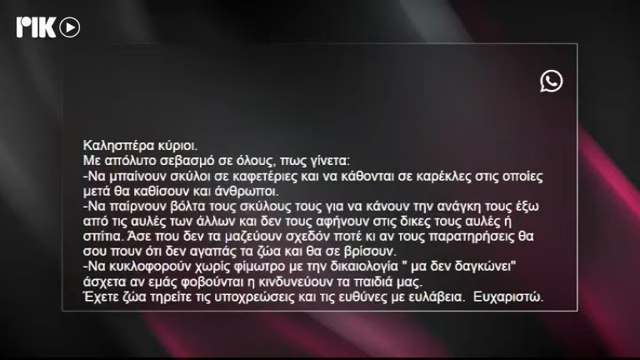 ΡΙΚ
Καλησπέρα κύριοι.
Με απόλυτο σεβασμό σε όλους, πως γίνετα:
-Να μπαίνουν σκύλοι σε καφετέριες και να κάθονται σε καρέκλες στις οποίες
μετά θα καθίσουν και άνθρωποι.
-Να παίρνουν βόλτα τους σκύλους τους για να κάνουν την ανάγκη τους έξω
από τις αυλές των άλλων και δεν τους αφήνουν στις δικες τους αυλές ή
σπίτια. Άσε που δεν τα μαζεύουν σχεδόν ποτέ κι αν τους παρατηρήσεις θα
σου πουν ότι δεν αγαπάς τα ζώα και θα σε βρίσουν.
-Να κυκλοφορούν χωρίς φίμωτρο με την δικαιολογία " μα δεν δαγκώνει"
άσχετα αν εμάς φοβούνται η κινδυνεύουν τα παιδιά μας.
Έχετε ζώα τηρείτε τις υποχρεώσεις και τις ευθύνες με ευλάβεια. Ευχαριστώ.